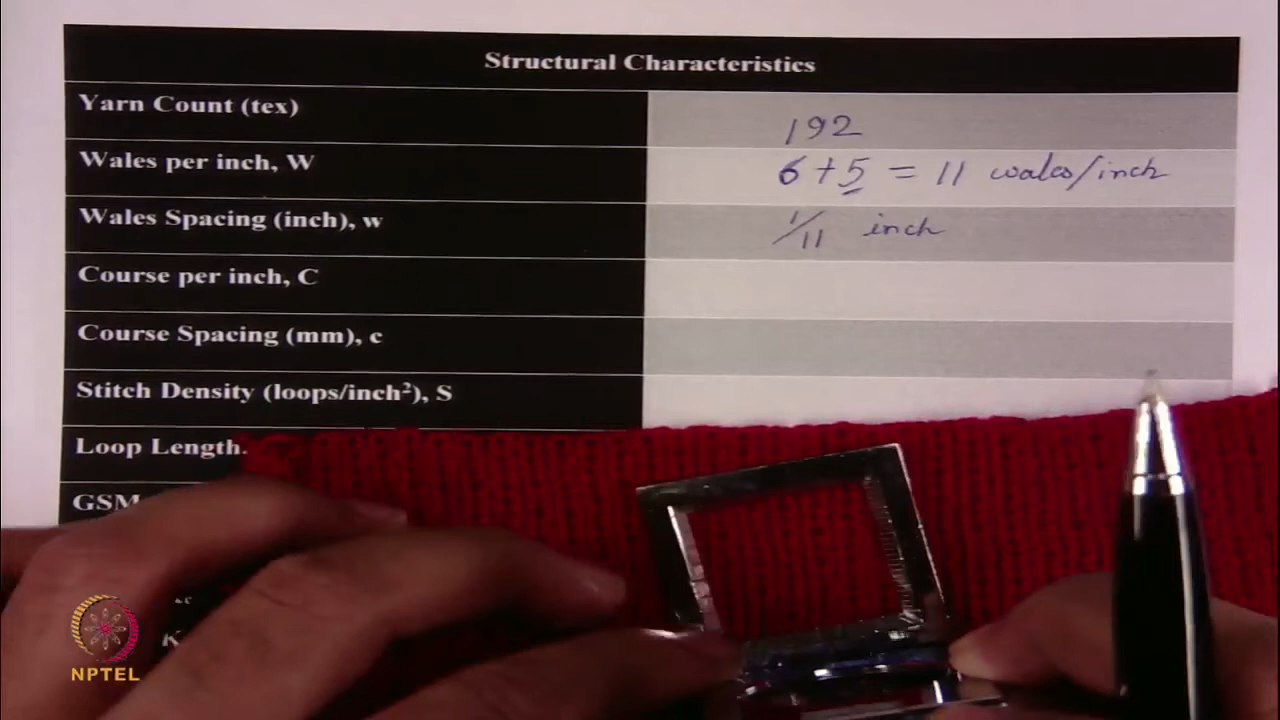 Structural Characteristics
Yarn Count (tex) 192
Wales per inch, W 6 + 5 = 11 wales/inch
Wales Spacing (inch), w 1/11 inch
Course per inch, C
Course Spacing (mm), c
Stitch Density (loops/inch²), S
Loop Length
GSM
NPTEL